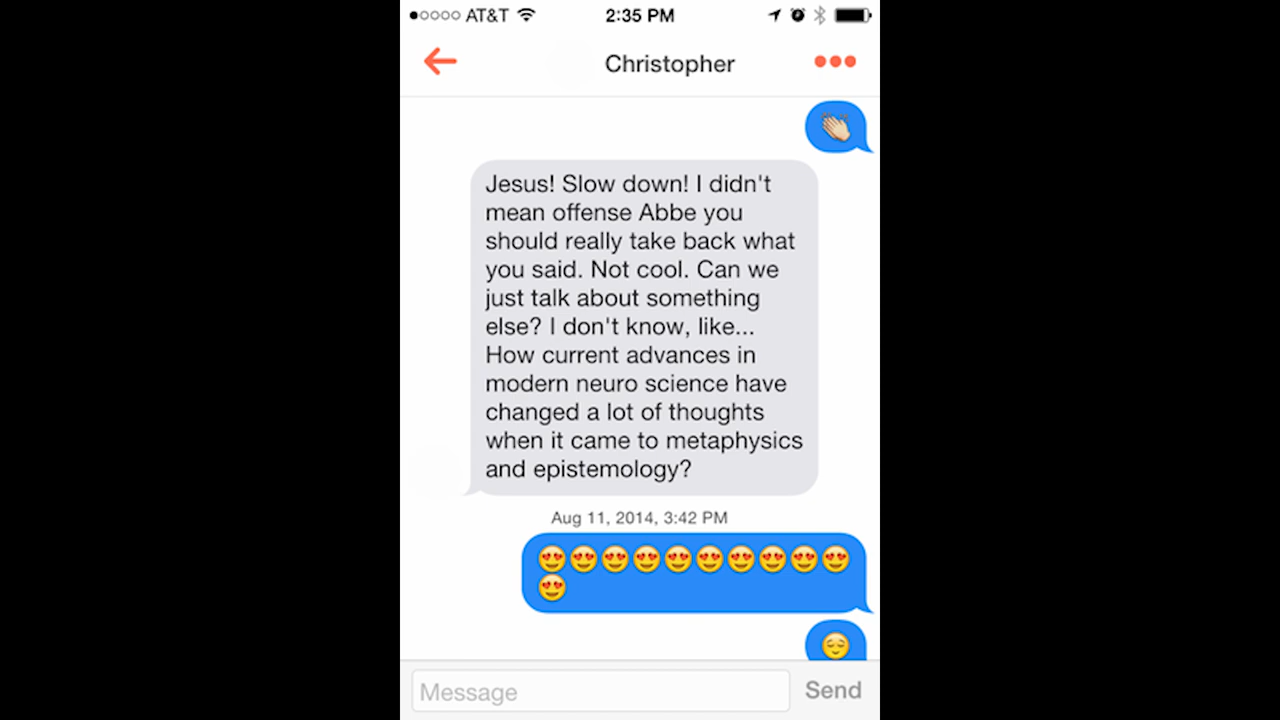 AT&T 2:35 PM
Christopher
👏
Jesus! Slow down! I didn't
mean offense Abbe you
should really take back what
you said. Not cool. Can we
just talk about something
else? I don't know, like...
How current advances in
modern neuro science have
changed a lot of thoughts
when it came to metaphysics
and epistemology?
Aug 11, 2014, 3:42 PM
😍😍😍😍😍😍😍😍😍😍
😍
😌
Message Send